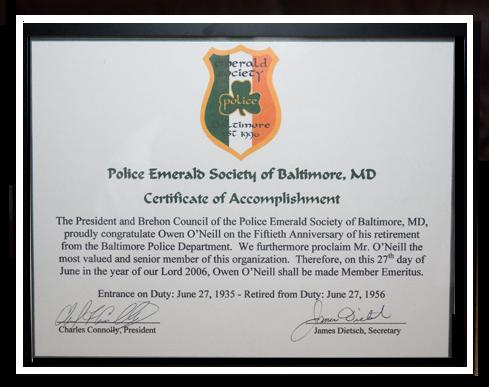 emerald
society
police
Baltimore
est 1996
Police Emerald Society of Baltimore, MD
Certificate of Accomplishment
The President and Brehon Council of the Police Emerald Society of Baltimore, MD,
proudly congratulate Owen O'Neill on the Fiftieth Anniversary of his retirement
from the Baltimore Police Department. We furthermore proclaim Mr. O'Neill the
most valued and senior member of this organization. Therefore, on this 27th day of
June in the year of our Lord 2006, Owen O'Neill shall be made Member Emeritus.
Entrance on Duty: June 27, 1935 - Retired from Duty: June 27, 1956
Charles Connolly, President
James Dietsch, Secretary